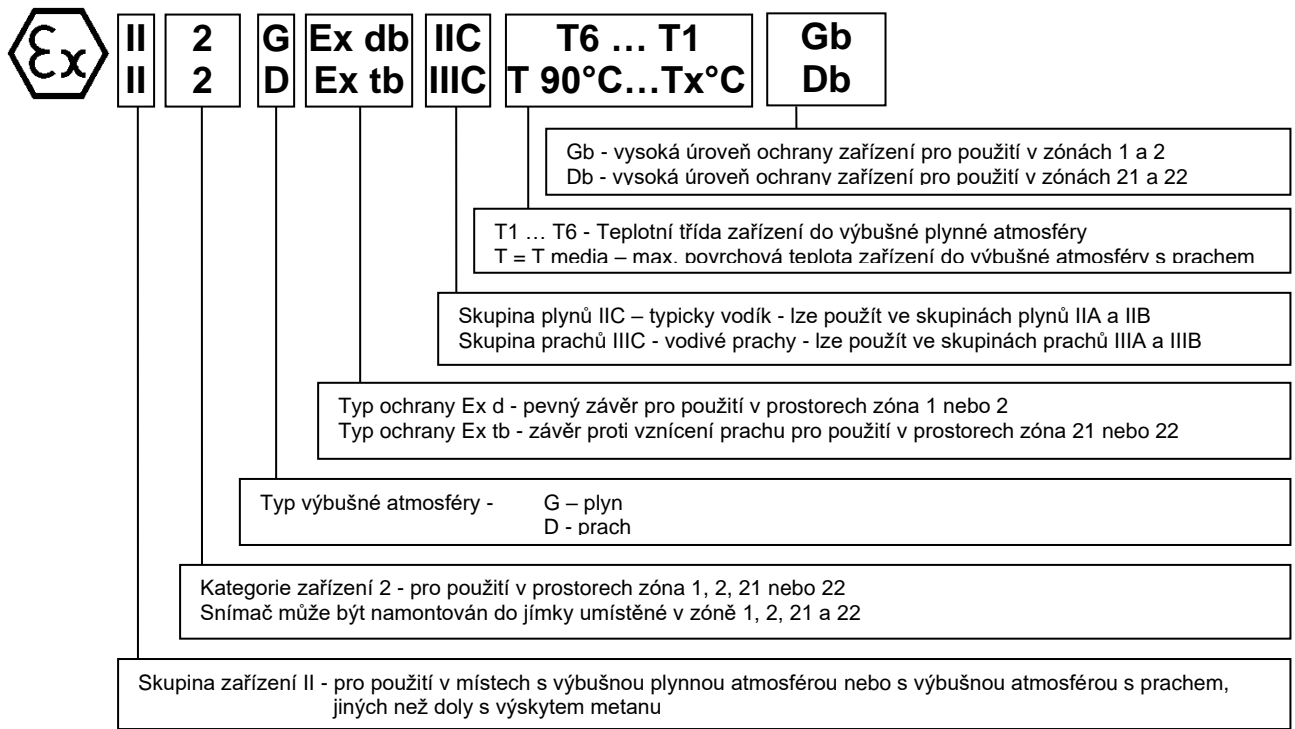 Ex II 2 G Ex db IIC T6 … T1 Gb
II 2 D Ex tb IIIC T 90°C…Tx°C Db
Gb - vysoká úroveň ochrany zařízení pro použití v zónách 1 a 2
Db - vysoká úroveň ochrany zařízení pro použití v zónách 21 a 22
T1 … T6 - Teplotní třída zařízení do výbušné plynné atmosféry
T = T media – max. povrchová teplota zařízení do výbušné atmosféry s prachem
Skupina plynů IIC – typicky vodík - lze použít ve skupinách plynů IIA a IIB
Skupina prachů IIIC - vodivé prachy - lze použít ve skupinách prachů IIIA a IIIB
Typ ochrany Ex d - pevný závěr pro použití v prostorech zóna 1 nebo 2
Typ ochrany Ex tb - závěr proti vznícení prachu pro použití v prostorech zóna 21 nebo 22
Typ výbušné atmosféry - G – plyn
D - prach
Kategorie zařízení 2 - pro použití v prostorech zóna 1, 2, 21 nebo 22
Snímač může být namontován do jímky umístěné v zóně 1, 2, 21 a 22
Skupina zařízení II - pro použití v místech s výbušnou plynnou atmosférou nebo s výbušnou atmosférou s prachem,
jiných než doly s výskytem metanu